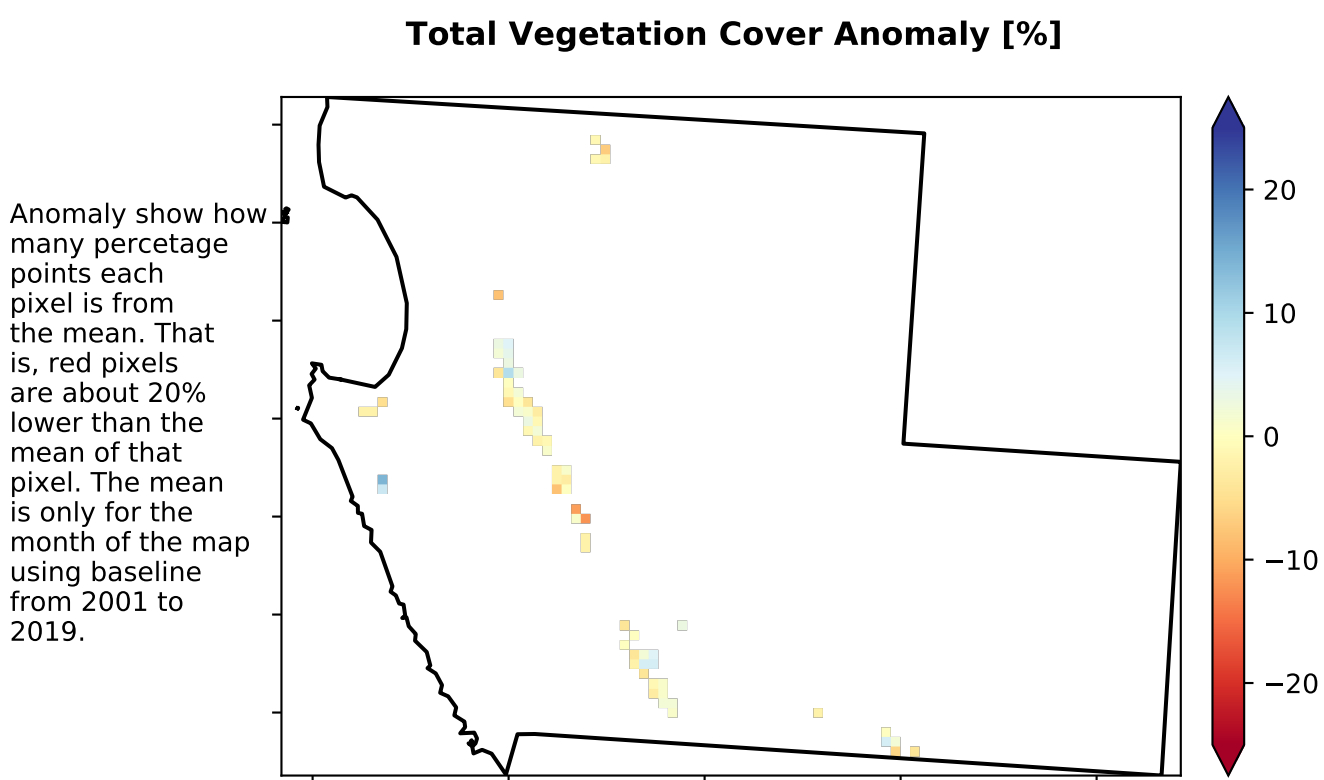 Total Vegetation Cover Anomaly [%]
Anomaly show how
many percetage
points each
pixel is from
the mean. That
is, red pixels
are about 20%
lower than the
mean of that
pixel. The mean
is only for the
month of the map
using baseline
from 2001 to
2019.
20
10
0
−10
−20